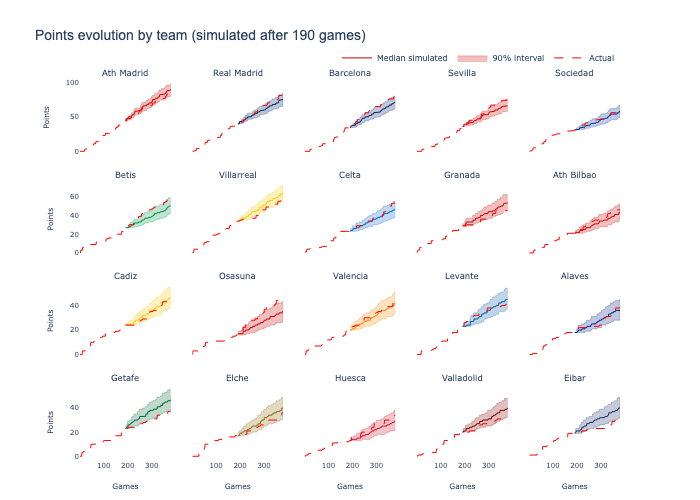 Points evolution by team (simulated after 190 games)
Median simulated 90% interval Actual
Ath Madrid Real Madrid Barcelona Sevilla Sociedad
100
50
0
Points
Betis Villarreal Celta Granada Ath Bilbao
60
40
20
0
Points
Cadiz Osasuna Valencia Levante Alaves
40
20
0
Points
Getafe Elche Huesca Valladolid Eibar
40
20
0
Points
100 200 300 100 200 300 100 200 300 100 200 300 100 200 300
Games Games Games Games Games